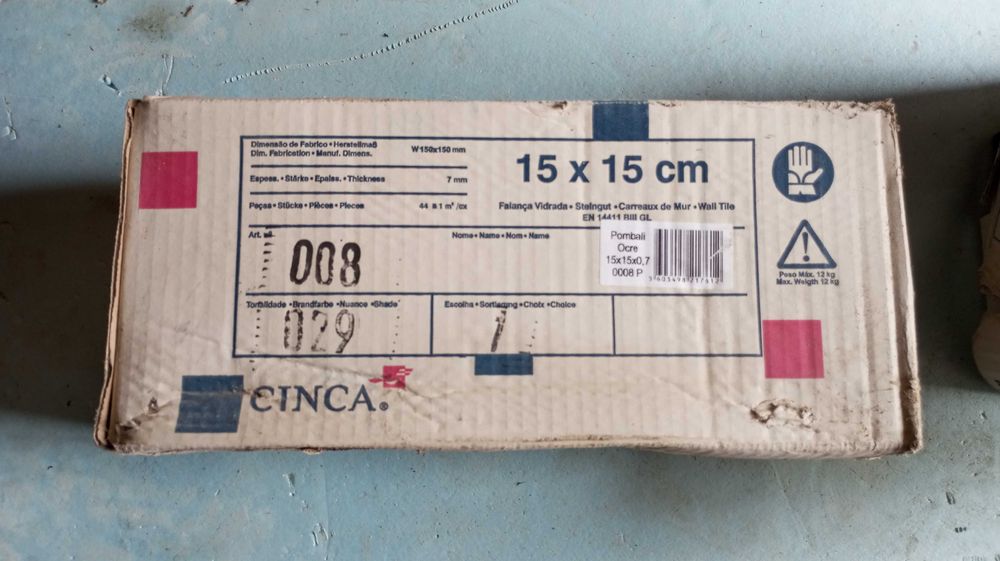 Dimensão de Fabrico • Herstellmaß
Dim. Fabrication • Manuf. Dimens.
W 150x150 mm
Espess. • Stärke • Epaiss. • Thickness
7 mm
Peças • Stücke • Pièces • Pieces
44 a 1 m² /cx
15 x 15 cm
Faiança Vidrada • Steingut • Carreaux de Mur • Wall Tile
EN 14411 BIII GL
Art. nº
008
Nome • Name • Nom • Name
Pombali
Ocre
15x15x0,7
0008 P
Peso Máx. 12 kg
Max. Weigth 12 kg
Tonalidade • Brandfarbe • Nuance • Shade
029
Escolha • Sortierung • Choix • Choice
1
CINCA®